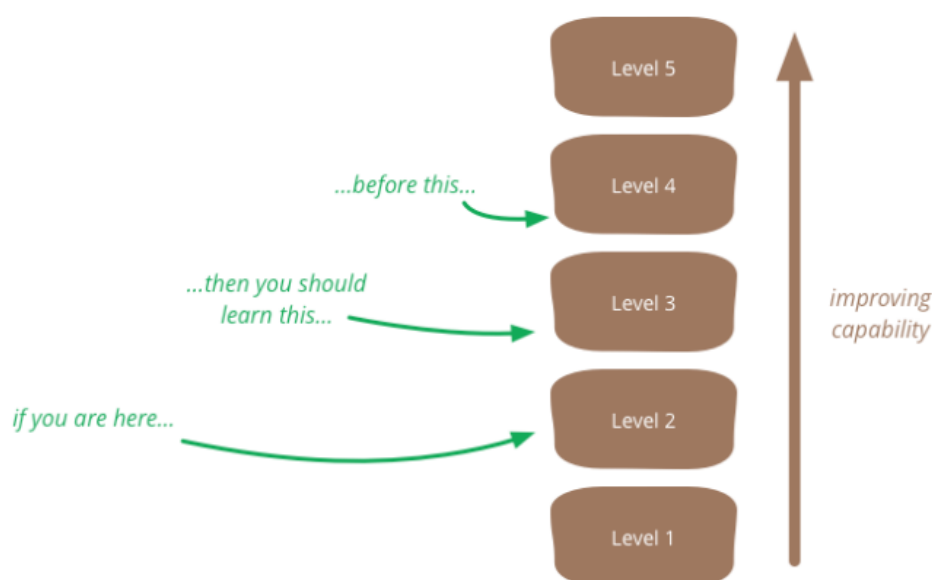 Level 5
...before this...
Level 4
...then you should
learn this...
Level 3
improving
capability
if you are here...
Level 2
Level 1